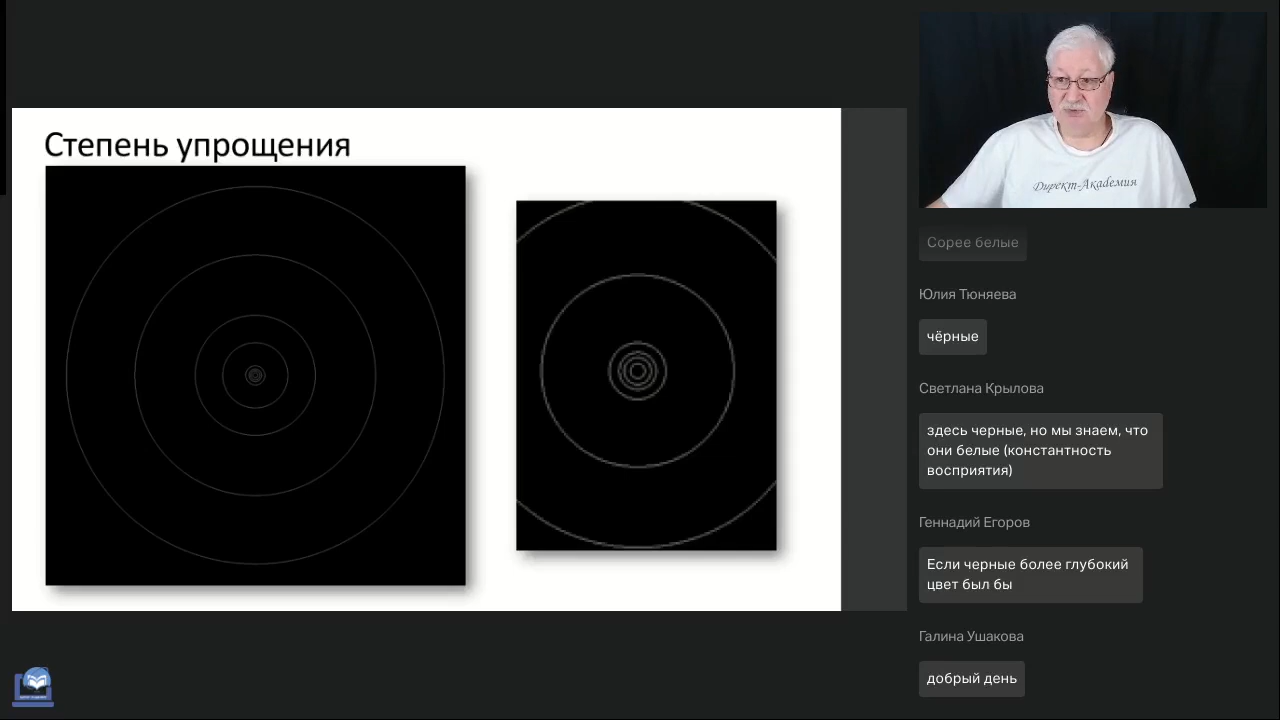 Степень упрощения
Директ-Академия
Сорее белые
Юлия Тюняева
чёрные
Светлана Крылова
здесь черные, но мы знаем, что
они белые (константность
восприятия)
Геннадий Егоров
Если черные более глубокий
цвет был бы
Галина Ушакова
добрый день